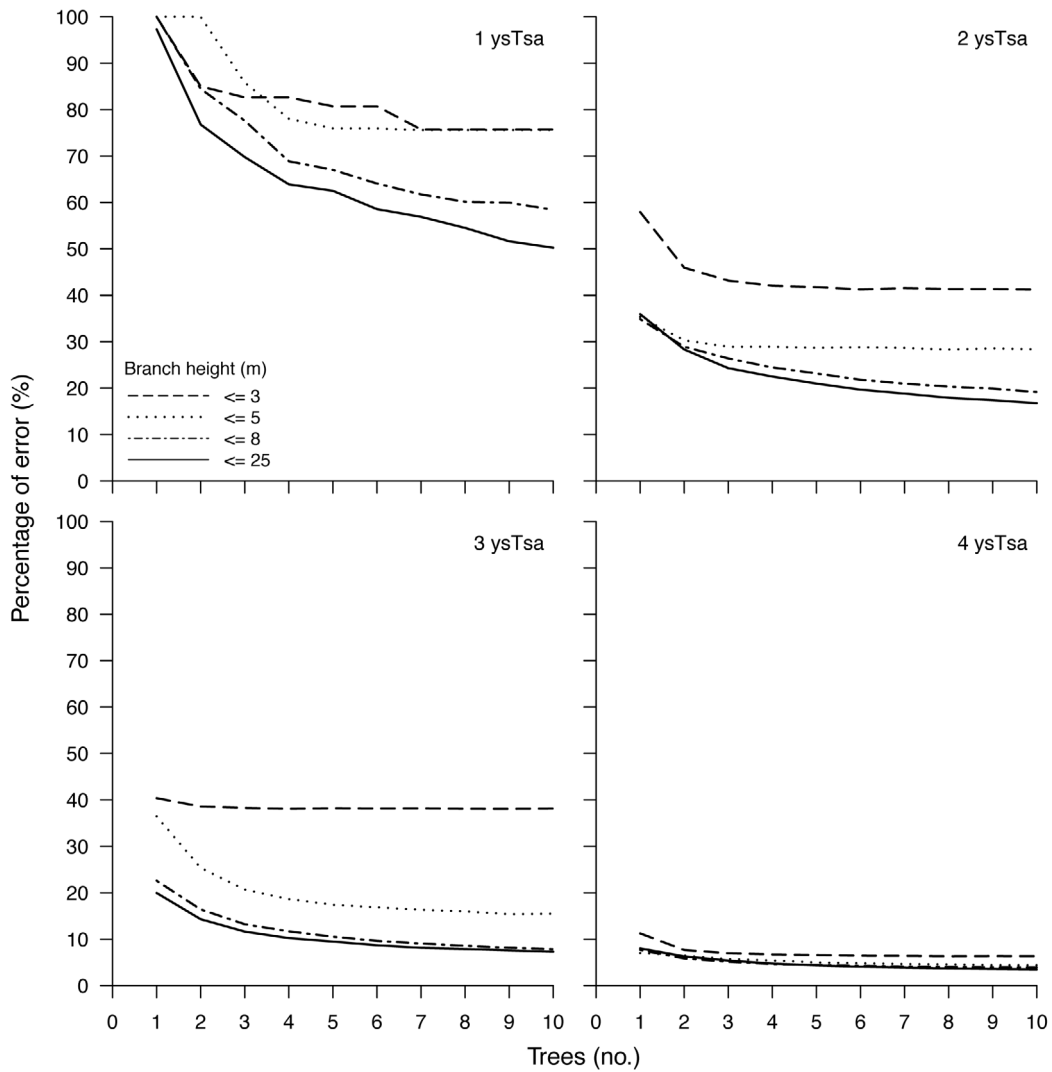 100
90
80
70
60
50
40
30
20
10
0
1 ysTsa
Branch height (m)
<= 3
<= 5
<= 8
<= 25
2 ysTsa
Percentage of error (%)
100
90
80
70
60
50
40
30
20
10
0
3 ysTsa
0 1 2 3 4 5 6 7 8 9 10
4 ysTsa
0 1 2 3 4 5 6 7 8 9 10
Trees (no.)